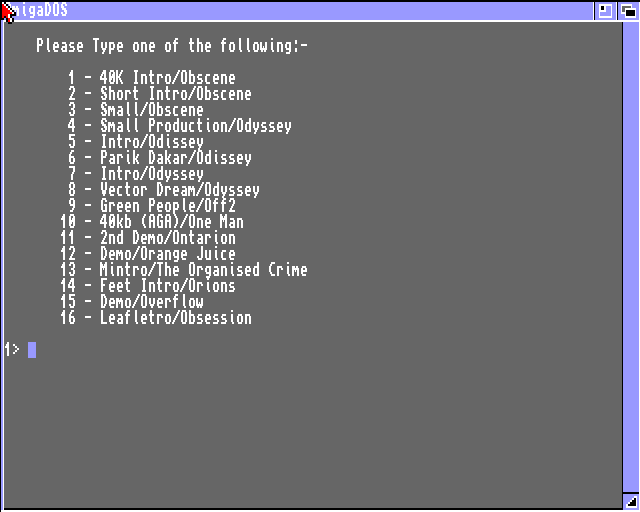 AmigaDOS
Please Type one of the following:-
1 - 40K Intro/Obscene
2 - Short Intro/Obscene
3 - Small/Obscene
4 - Small Production/Odyssey
5 - Intro/Odissey
6 - Parik Dakar/Odissey
7 - Intro/Odyssey
8 - Vector Dream/Odyssey
9 - Green People/Off2
10 - 40kb (AGA)/One Man
11 - 2nd Demo/Ontarion
12 - Demo/Orange Juice
13 - Mintro/The Organised Crime
14 - Feet Intro/Orions
15 - Demo/Overflow
16 - Leafletro/Obsession
1>